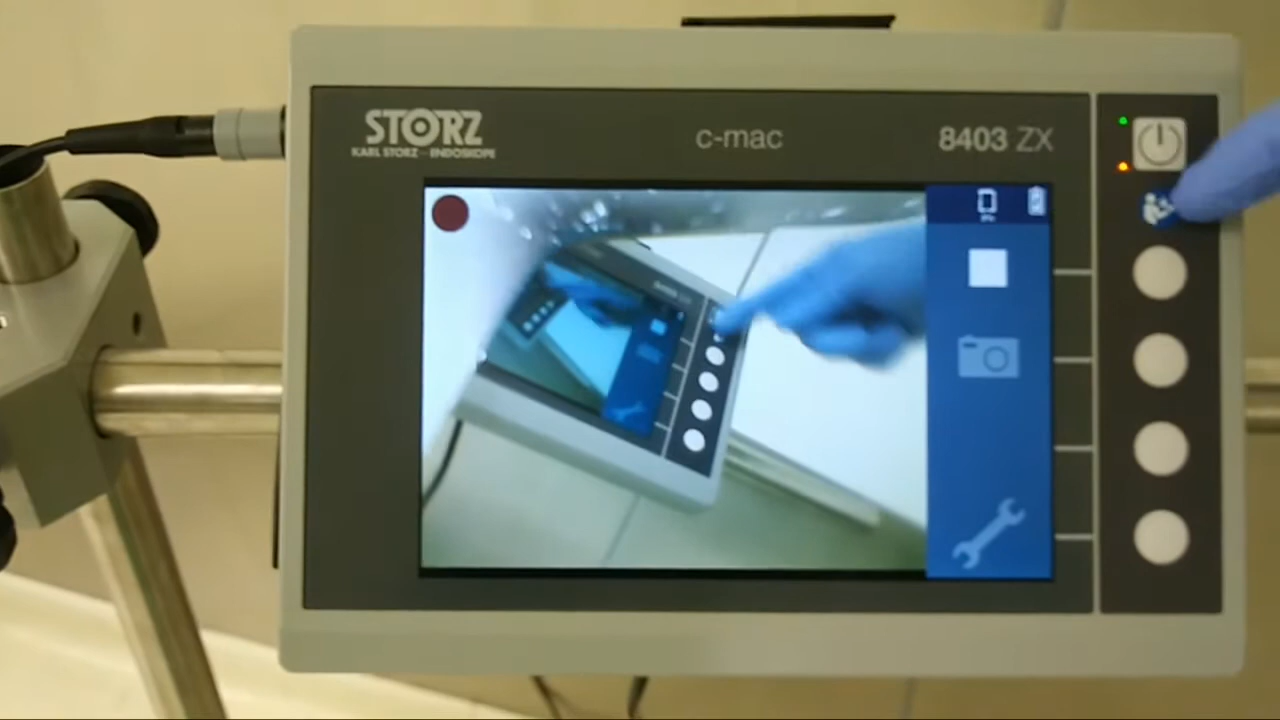 STORZ
KARL STORZ — ENDOSKOPE
c-mac
8403 ZX